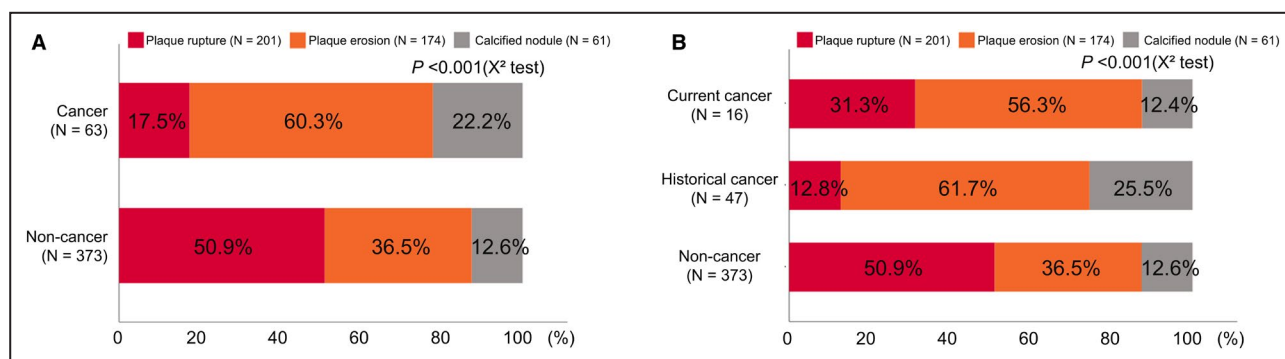 A
Plaque rupture (N = 201) Plaque erosion (N = 174) Calcified nodule (N = 61)
P <0.001(X² test)
Cancer
(N = 63)
17.5% 60.3% 22.2%
Non-cancer
(N = 373)
50.9% 36.5% 12.6%
0 20 40 60 80 100 (%)
B
Plaque rupture (N = 201) Plaque erosion (N = 174) Calcified nodule (N = 61)
P <0.001(X² test)
Current cancer
(N = 16)
31.3% 56.3% 12.4%
Historical cancer
(N = 47)
12.8% 61.7% 25.5%
Non-cancer
(N = 373)
50.9% 36.5% 12.6%
0 20 40 60 80 100 (%)